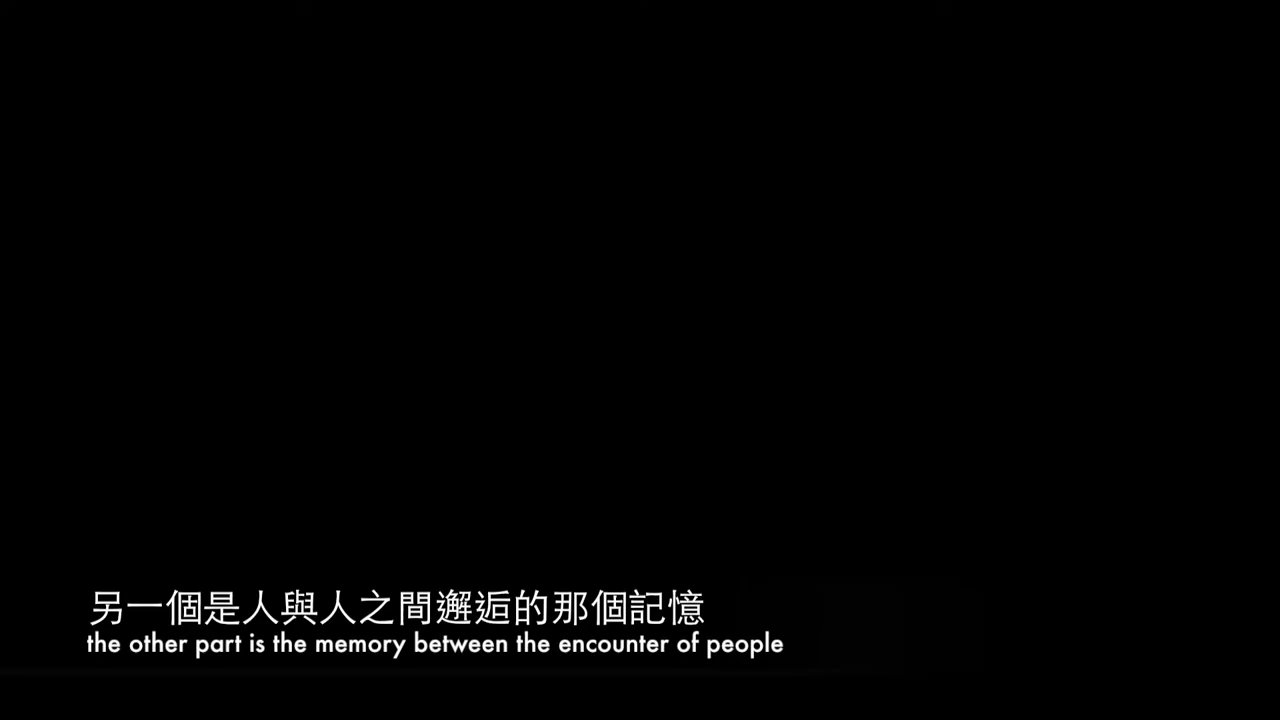 另一個是人與人之間邂逅的那個記憶
the other part is the memory between the encounter of people